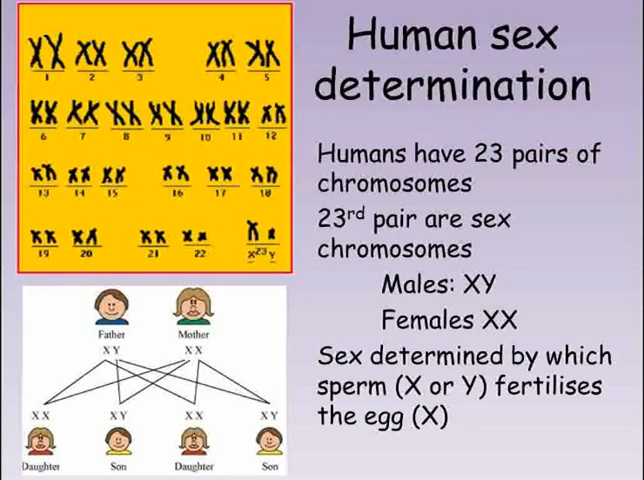 Human sex
determination
1 2 3 4 5
6 7 8 9 10 11 12
13 14 15 16 17 18
19 20 21 22 X 23 Y
Humans have 23 pairs of
chromosomes
23rd pair are sex
chromosomes
Males: XY
Females XX
Sex determined by which
sperm (X or Y) fertilises
the egg (X)
Father Mother
X Y X X
X X X Y X X X Y
Daughter Son Daughter Son